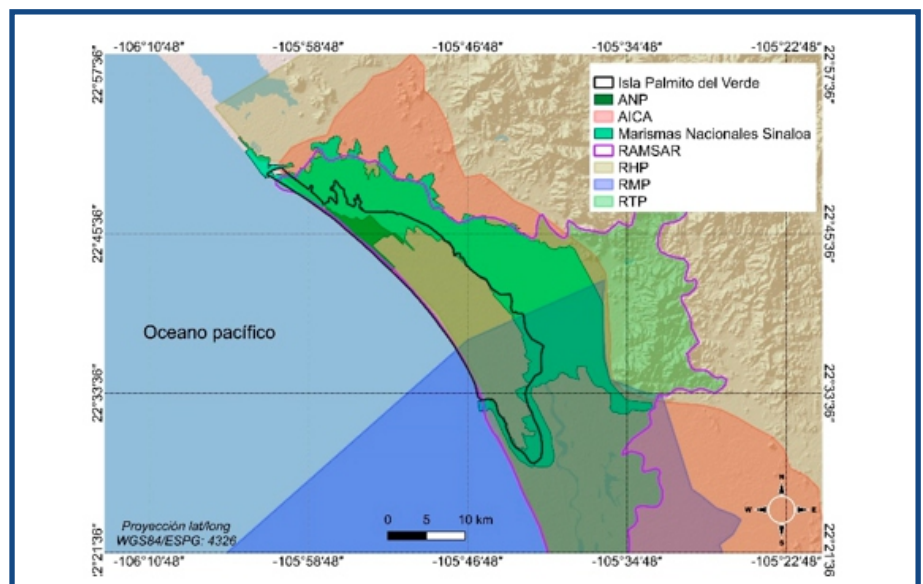 -106°10'48" -105°58'48" -105°46'48" -105°34'48" -105°22'48"
22°57'36" 22°57'36"
Isla Palmito del Verde
ANP
AICA
Marismas Nacionales Sinaloa
RAMSAR
RHP
RMP
RTP
22°45'36" 22°45'36"
Oceano pacífico
22°33'36" 22°33'36"
N
W E
S
0 5 10 km
Proyección lat/long
WGS84/ESPG: 4326
22°21'36" 22°21'36"
-106°10'48" -105°58'48" -105°46'48" -105°34'48" -105°22'48"